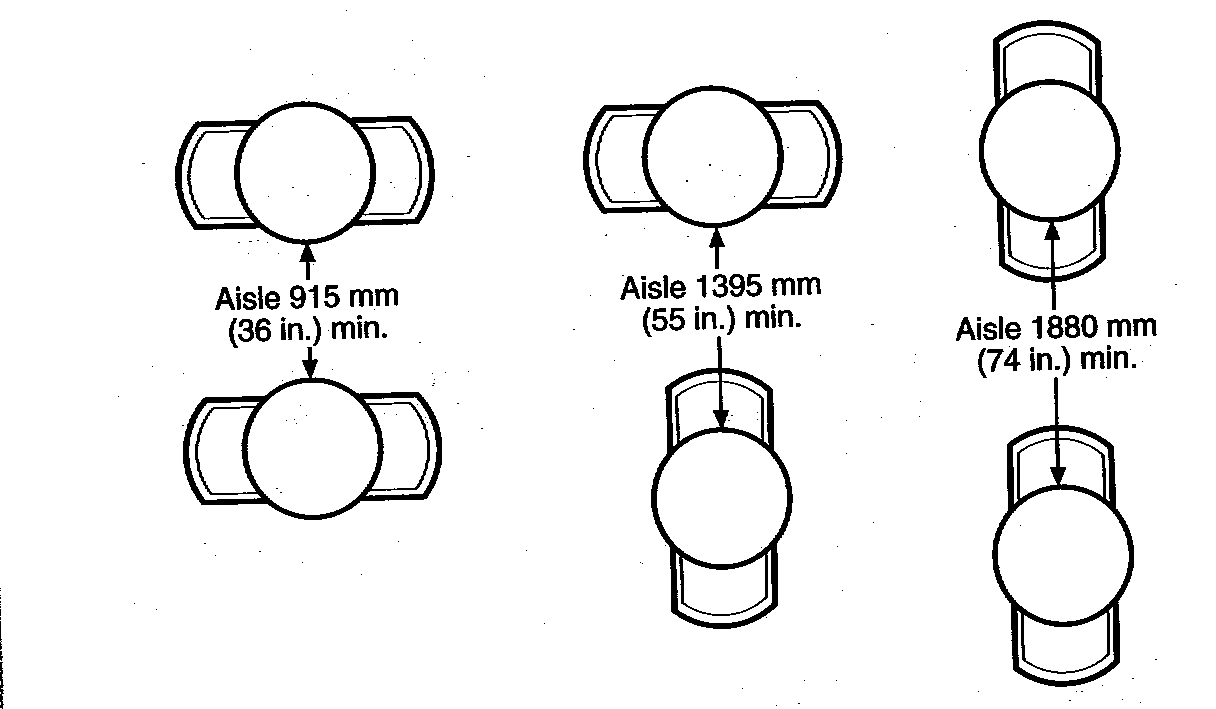 Aisle 915 mm
(36 in.) min.
Aisle 1395 mm
(55 in.) min.
Aisle 1880 mm
(74 in.) min.